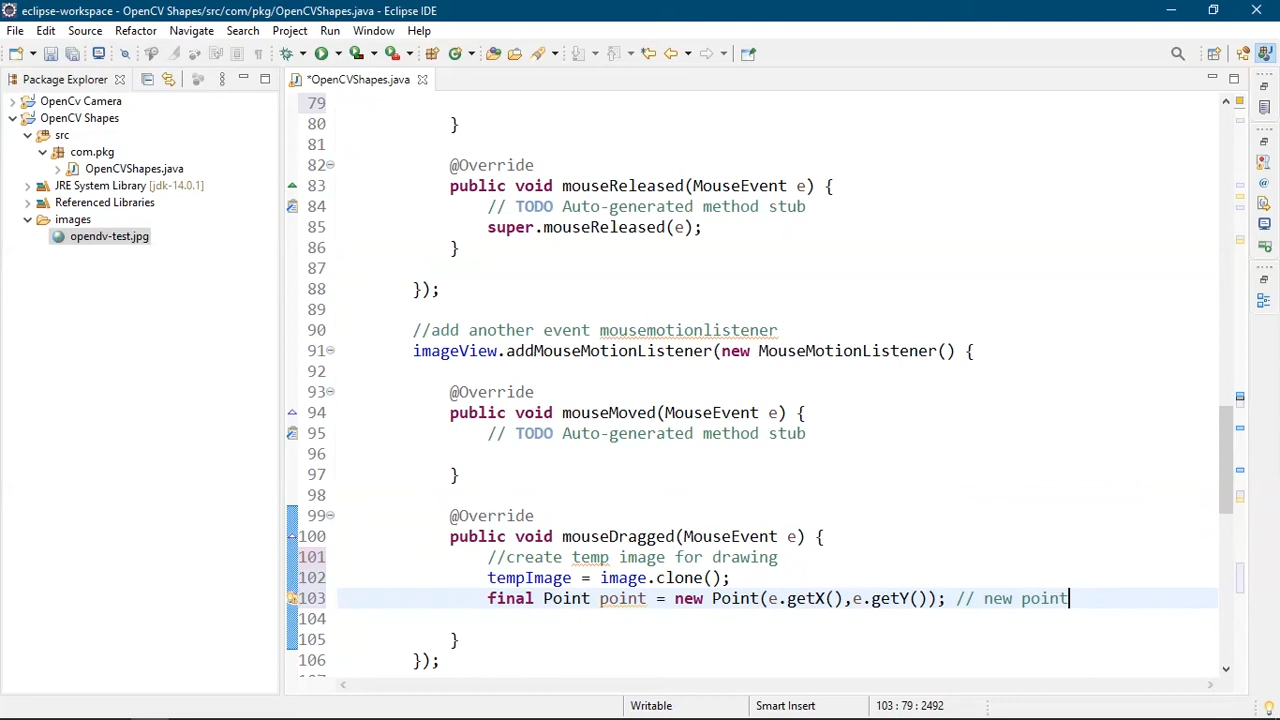 eclipse-workspace - OpenCV Shapes/src/com/pkg/OpenCVShapes.java - Eclipse IDE
File Edit Source Refactor Navigate Search Project Run Window Help
Package Explorer
*OpenCVShapes.java
OpenCv Camera
OpenCV Shapes
src
com.pkg
OpenCVShapes.java
JRE System Library [jdk-14.0.1]
Referenced Libraries
images
opendv-test.jpg
79
80 }
81
82 @Override
83 public void mouseReleased(MouseEvent e) {
84 // TODO Auto-generated method stub
85 super.mouseReleased(e);
86 }
87
88 });
89
90 //add another event mousemotionlistener
91 imageView.addMouseMotionListener(new MouseMotionListener() {
92
93 @Override
94 public void mouseMoved(MouseEvent e) {
95 // TODO Auto-generated method stub
96
97 }
98
99 @Override
100 public void mouseDragged(MouseEvent e) {
101 //create temp image for drawing
102 tempImage = image.clone();
103 final Point point = new Point(e.getX(),e.getY()); // new point
104
105 }
106 });
107
Writable Smart Insert 103 : 79 : 2492